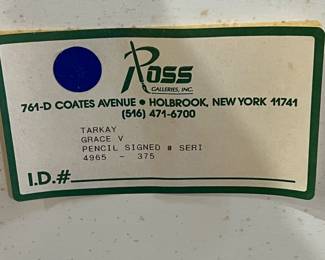 Ross
GALLERIES, INC.
761-D COATES AVENUE • HOLBROOK, NEW YORK 11741
(516) 471-6700
TARKAY
GRACE V
PENCIL SIGNED # SERI
4965 - 375
I.D.#